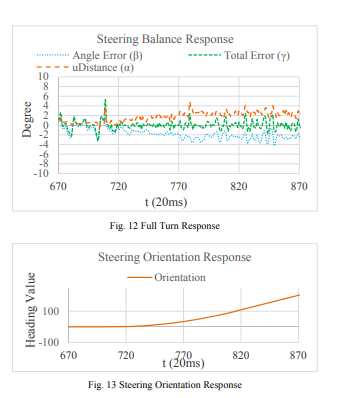 Steering Balance Response
Angle Error (β) Total Error (γ)
uDistance (α)
Degree
10
8
6
4
2
0
-2
-4
-6
-8
-10
670 720 770 820 870
t (20ms)
Fig. 12 Full Turn Response
Steering Orientation Response
Orientation
Heading Value
100
-100
670 720 770 820 870
t (20ms)
Fig. 13 Steering Orientation Response